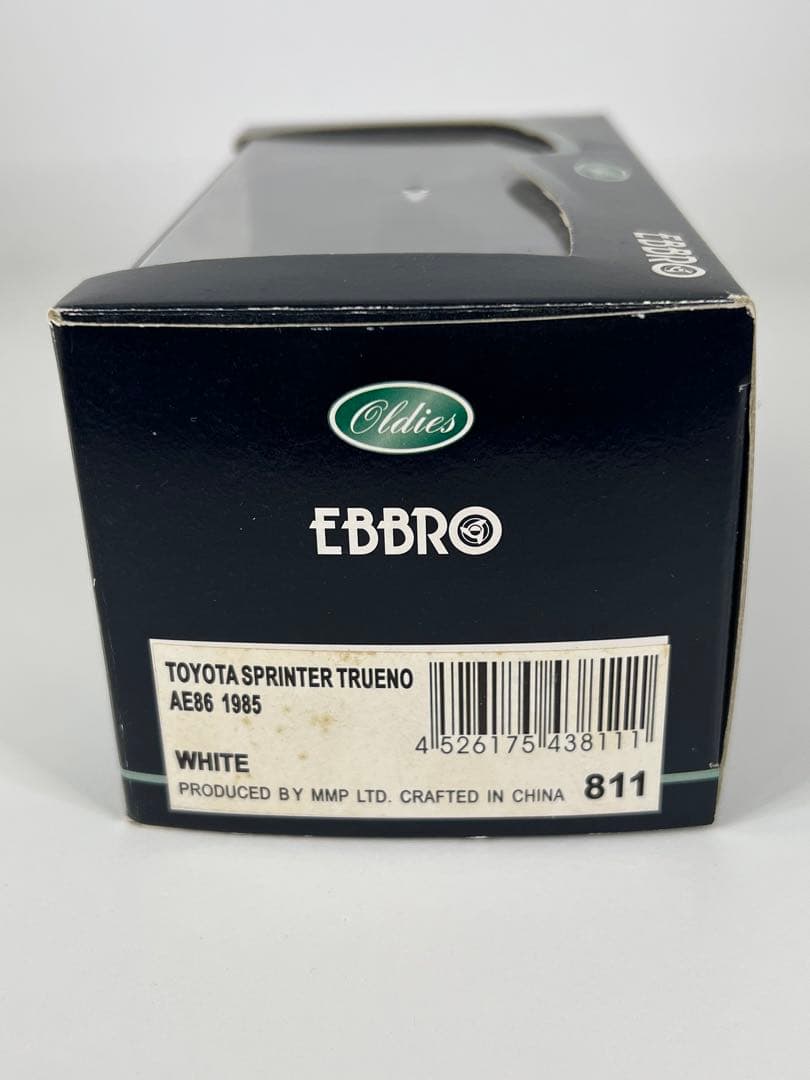 EBBRO
Oldies
EBBRO
TOYOTA SPRINTER TRUENO
AE86 1985
4 526175 438111
WHITE
PRODUCED BY MMP LTD. CRAFTED IN CHINA 811